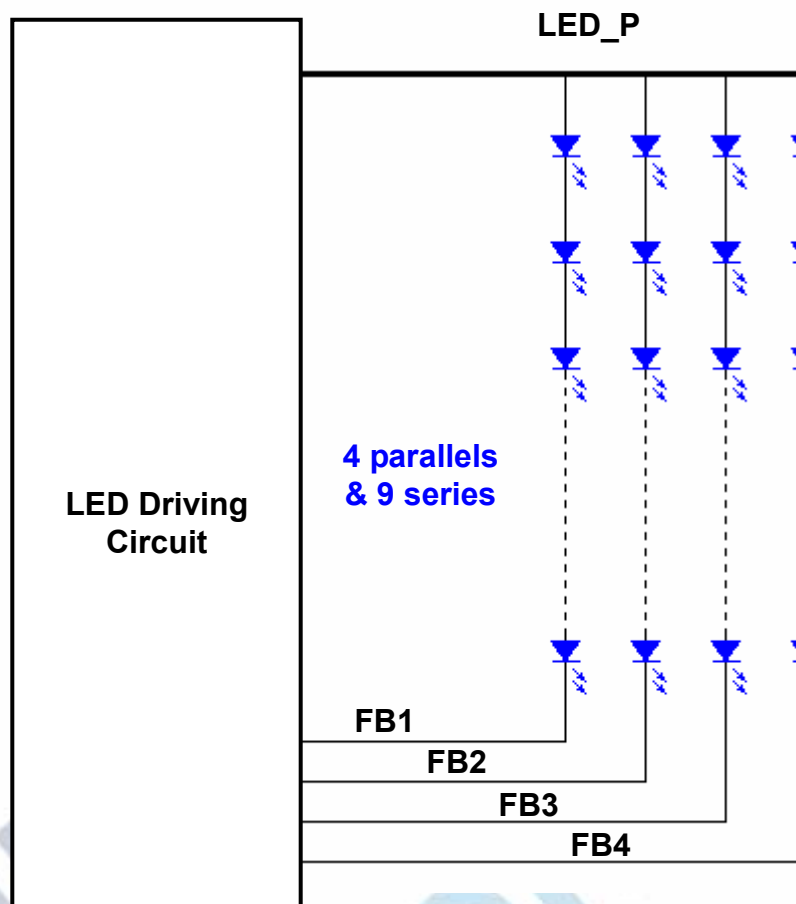 LED_P
4 parallels
& 9 series
LED Driving
Circuit
FB1
FB2
FB3
FB4